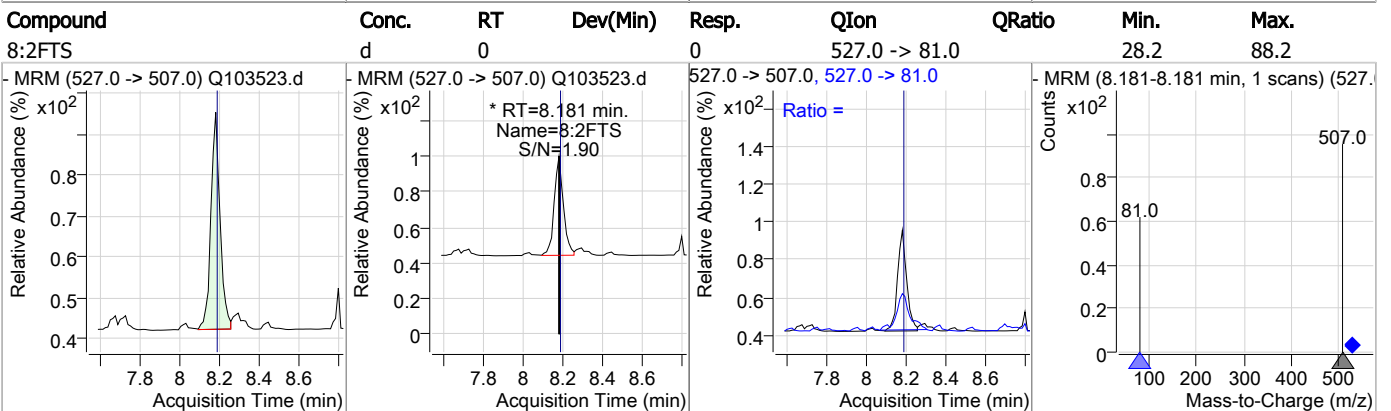 Compound Conc. RT Dev(Min) Resp. QIon QRatio Min. Max.
8:2FTS d 0 0 527.0 -> 81.0 28.2 88.2
- MRM (527.0 -> 507.0) Q103523.d
x10²
Relative Abundance (%)
0.8
0.7
0.6
0.5
0.4
7.8 8 8.2 8.4 8.6
Acquisition Time (min)
- MRM (527.0 -> 507.0) Q103523.d
x10²
* RT=8.181 min.
Name=8:2FTS
S/N=1.90
Relative Abundance (%)
1
0.8
0.6
0.4
0.2
0
7.8 8 8.2 8.4 8.6
Acquisition Time (min)
527.0 -> 507.0, 527.0 -> 81.0
x10²
Ratio =
Relative Abundance (%)
1.4
1.2
1
0.8
0.6
0.4
7.8 8 8.2 8.4 8.6
Acquisition Time (min)
- MRM (8.181-8.181 min, 1 scans) (527.
x10²
Counts
507.0
81.0
0.8
0.6
0.4
0.2
0
100 200 300 400 500
Mass-to-Charge (m/z)